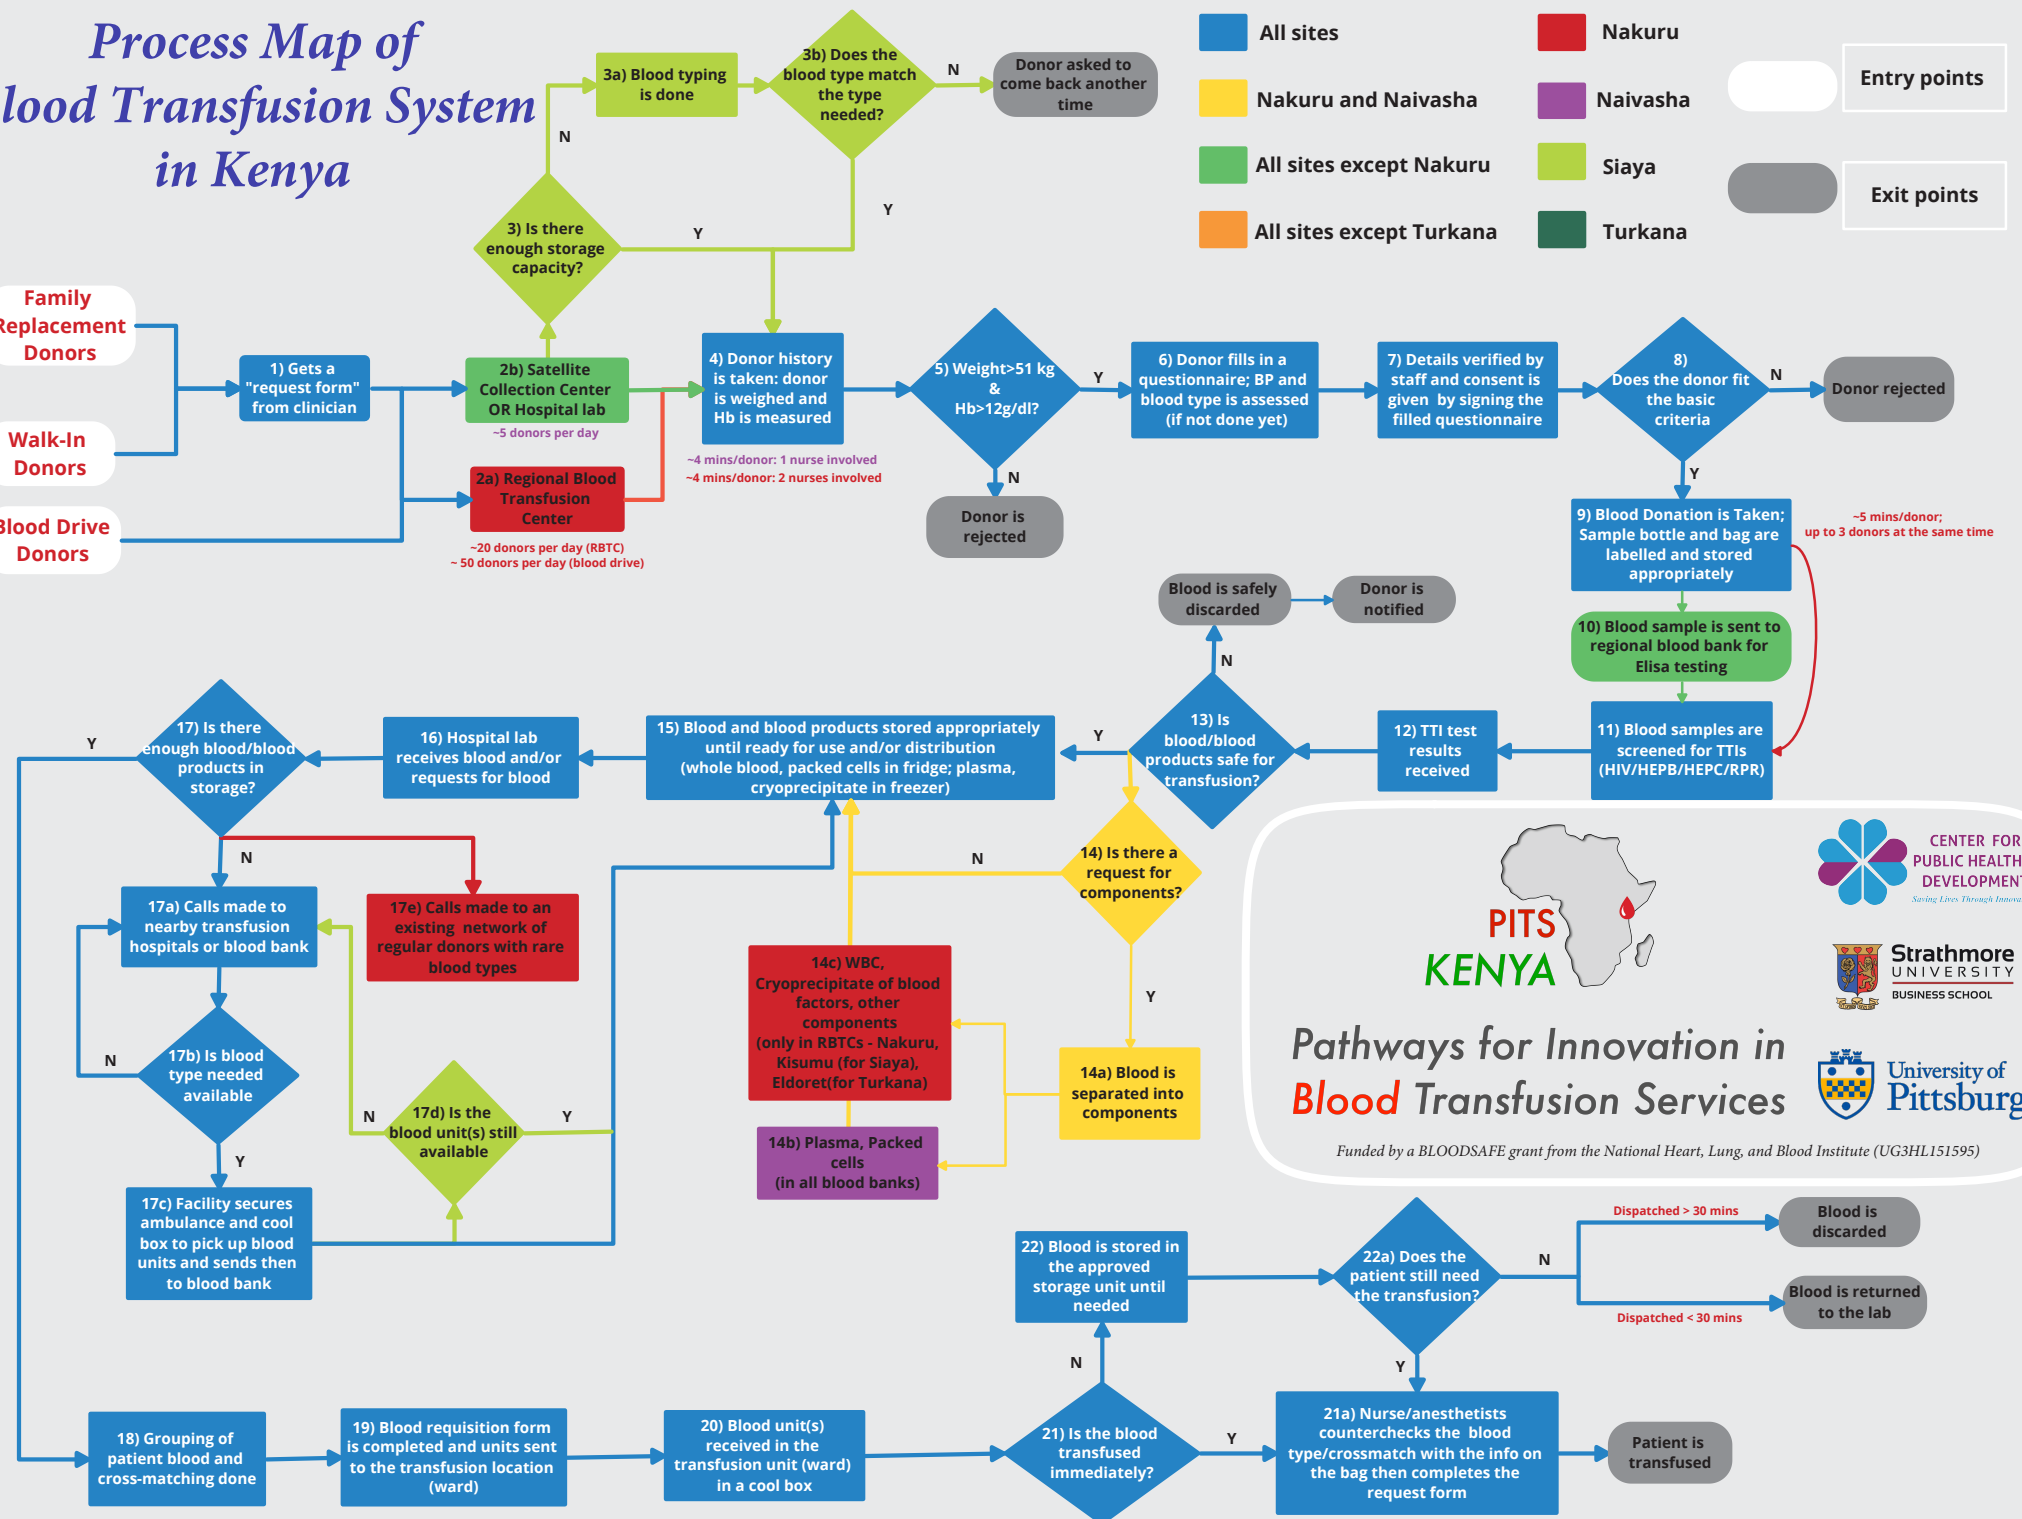 Process Map of
lood Transfusion System
in Kenya
All sites
Nakuru and Naivasha
All sites except Nakuru
All sites except Turkana
Nakuru
Naivasha
Siaya
Turkana
Entry points
Exit points
3a) Blood typing
is done
3b) Does the
blood type match
the type
needed?
N
Donor asked to
come back another
time
N
Y
Y
3) Is there
enough storage
capacity?
Family
Replacement
Donors
Walk-In
Donors
Blood Drive
Donors
1) Gets a
"request form"
from clinician
2b) Satellite
Collection Center
OR Hospital lab
~5 donors per day
2a) Regional Blood
Transfusion
Center
~20 donors per day (RBTC)
~ 50 donors per day (blood drive)
4) Donor history
is taken: donor
is weighed and
Hb is measured
~4 mins/donor: 1 nurse involved
~4 mins/donor: 2 nurses involved
5) Weight>51 kg
&
Hb>12g/dl?
Y
N
Donor is
rejected
6) Donor fills in a
questionnaire; BP and
blood type is assessed
(if not done yet)
7) Details verified by
staff and consent is
given by signing the
filled questionnaire
8)
Does the donor fit
the basic
criteria
N
Donor rejected
Y
9) Blood Donation is Taken;
Sample bottle and bag are
labelled and stored
appropriately
~5 mins/donor;
up to 3 donors at the same time
10) Blood sample is sent to
regional blood bank for
Elisa testing
11) Blood samples are
screened for TTIs
(HIV/HEPB/HEPC/RPR)
12) TTI test
results
received
13) Is
blood/blood
products safe for
transfusion?
N
Blood is safely
discarded
Donor is
notified
Y
14) Is there a
request for
components?
N
Y
14a) Blood is
separated into
components
14c) WBC,
Cryoprecipitate of blood
factors, other
components
(only in RBTCs - Nakuru,
Kisumu (for Siaya),
Eldoret(for Turkana)
14b) Plasma, Packed
cells
(in all blood banks)
15) Blood and blood products stored appropriately
until ready for use and/or distribution
(whole blood, packed cells in fridge; plasma,
cryoprecipitate in freezer)
16) Hospital lab
receives blood and/or
requests for blood
17) Is there
enough blood/blood
products in
storage?
Y
N
17a) Calls made to
nearby transfusion
hospitals or blood bank
17e) Calls made to an
existing network of
regular donors with rare
blood types
17b) Is blood
type needed
available
N
Y
17c) Facility secures
ambulance and cool
box to pick up blood
units and sends then
to blood bank
17d) Is the
blood unit(s) still
available
N
Y
PITS
KENYA
Pathways for Innovation in
Blood Transfusion Services
Funded by a BLOODSAFE grant from the National Heart, Lung, and Blood Institute (UG3HL151595)
CENTER FOR
PUBLIC HEALTH
DEVELOPMENT
Saving Lives Through Innova
Strathmore
UNIVERSITY
BUSINESS SCHOOL
University of
Pittsburg
18) Grouping of
patient blood and
cross-matching done
19) Blood requisition form
is completed and units sent
to the transfusion location
(ward)
20) Blood unit(s)
received in the
transfusion unit (ward)
in a cool box
21) Is the blood
transfused
immediately?
N
Y
22) Blood is stored in
the approved
storage unit until
needed
22a) Does the
patient still need
the transfusion?
N
Y
Dispatched > 30 mins
Blood is
discarded
Dispatched < 30 mins
Blood is returned
to the lab
21a) Nurse/anesthetists
counterchecks the blood
type/crossmatch with the info on
the bag then completes the
request form
Patient is
transfused